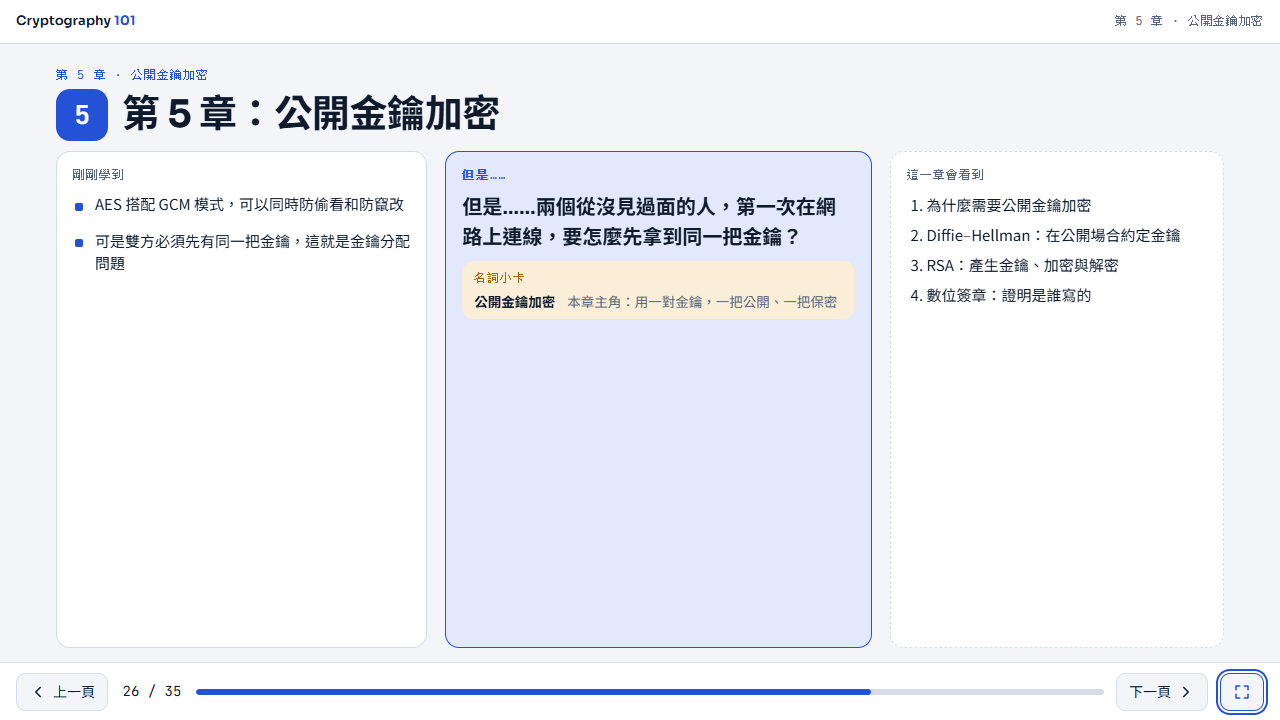 Cryptography 101
第 5 章 · 公開金鑰加密
第 5 章 · 公開金鑰加密
5
第 5 章：公開金鑰加密
剛剛學到
AES 搭配 GCM 模式，可以同時防偷看和防竄改
可是雙方必須先有同一把金鑰，這就是金鑰分配
問題
但是……
但是……兩個從沒見過面的人，第一次在網
路上連線，要怎麼先拿到同一把金鑰？
名詞小卡
公開金鑰加密 本章主角：用一對金鑰，一把公開、一把保密
這一章會看到
1. 為什麼需要公開金鑰加密
2. Diffie–Hellman：在公開場合約定金鑰
3. RSA：產生金鑰、加密與解密
4. 數位簽章：證明是誰寫的
上一頁
26 / 35
下一頁